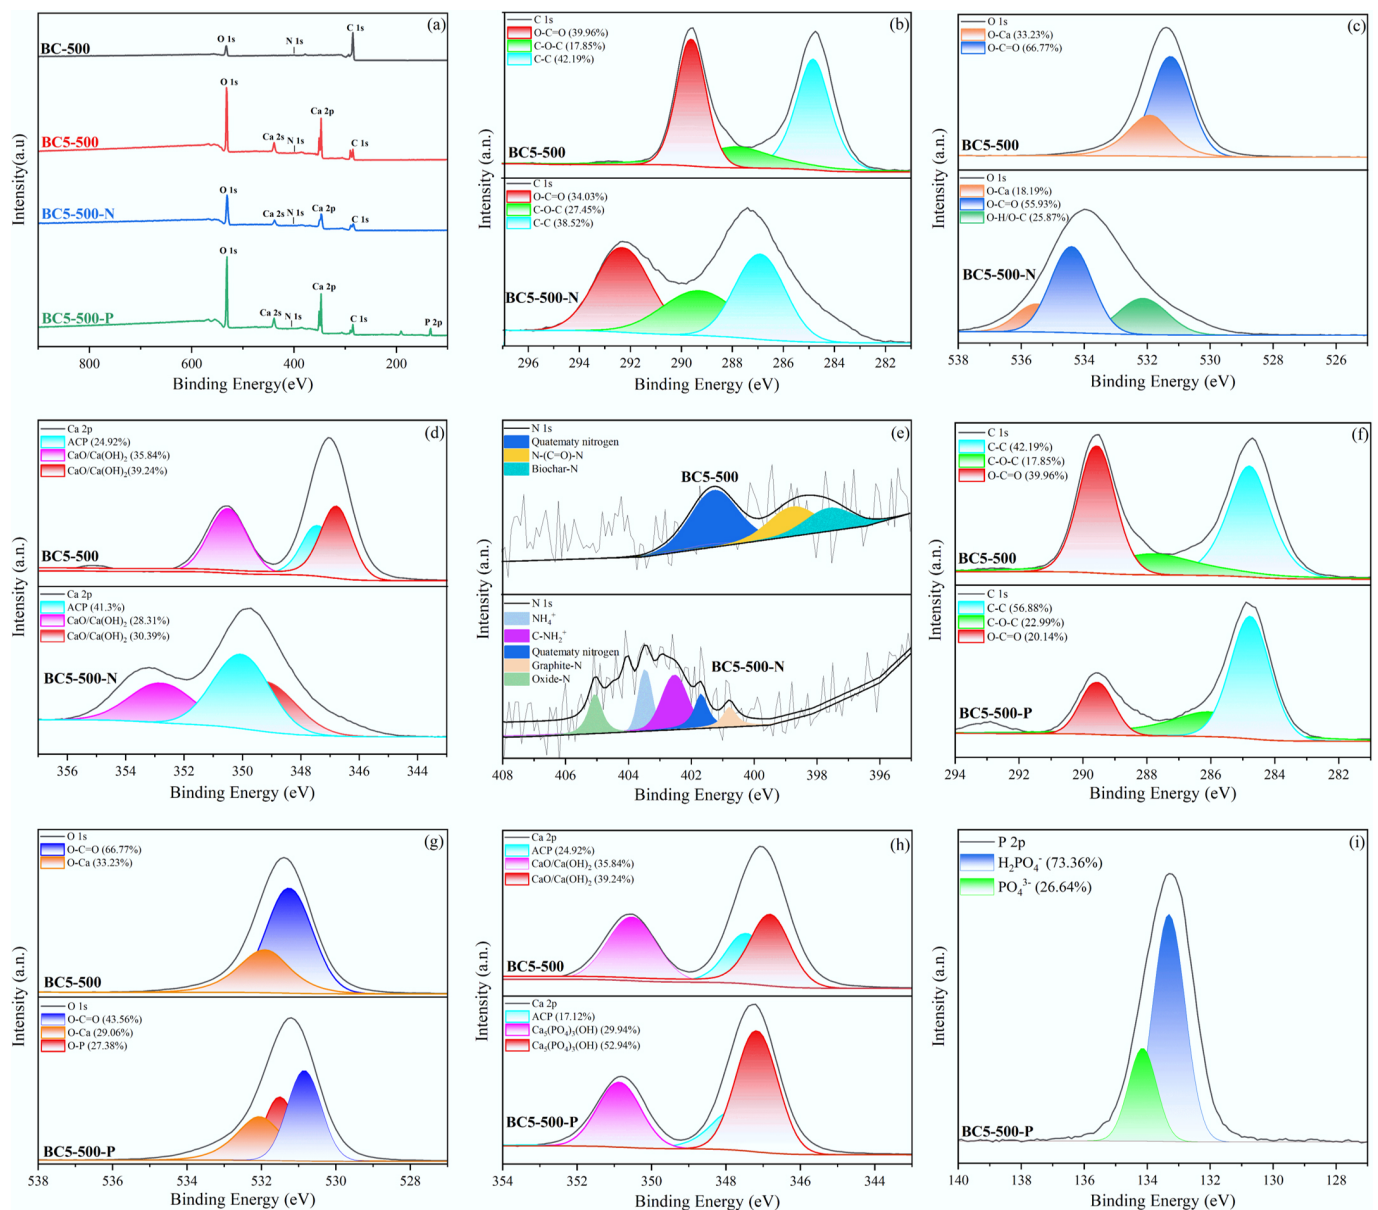 (a)
BC-500
O 1s
N 1s
C 1s
BC5-500
O 1s
Ca 2s
N 1s
Ca 2p
C 1s
BC5-500-N
O 1s
Ca 2s
N 1s
Ca 2p
C 1s
BC5-500-P
O 1s
Ca 2s
N 1s
Ca 2p
C 1s
P 2p
Intensity(a.u)
800 600 400 200
Binding Energy(eV)
(b)
C 1s
O-C=O (39.96%)
C-O-C (17.85%)
C-C (42.19%)
BC5-500
C 1s
O-C=O (34.03%)
C-O-C (27.45%)
C-C (38.52%)
BC5-500-N
Intensity (a.n.)
296 294 292 290 288 286 284 282
Binding Energy (eV)
(c)
O 1s
O-Ca (33.23%)
O-C=O (66.77%)
BC5-500
O 1s
O-Ca (18.19%)
O-C=O (55.93%)
O-H/O-C (25.87%)
BC5-500-N
Intensity (a.n.)
538 536 534 532 530 528 526
Binding Energy (eV)
(d)
Ca 2p
ACP (24.92%)
CaO/Ca(OH)₂ (35.84%)
CaO/Ca(OH)₂(39.24%)
BC5-500
Ca 2p
ACP (41.3%)
CaO/Ca(OH)₂ (28.31%)
CaO/Ca(OH)₂ (30.39%)
BC5-500-N
Intensity (a.n.)
356 354 352 350 348 346 344
Binding Energy (eV)
(e)
N 1s
Quatematy nitrogen
N-(C=O)-N
Biochar-N
BC5-500
N 1s
NH₄⁺
C-NH₂⁺
Quatematy nitrogen
Graphite-N
Oxide-N
BC5-500-N
Intensity (a.n.)
408 406 404 402 400 398 396
Binding Energy (eV)
(f)
C 1s
C-C (42.19%)
C-O-C (17.85%)
O-C=O (39.96%)
BC5-500
C 1s
C-C (56.88%)
C-O-C (22.99%)
O-C=O (20.14%)
BC5-500-P
Intensity (a.n.)
294 292 290 288 286 284 282
Binding Energy (eV)
(g)
O 1s
O-C=O (66.77%)
O-Ca (33.23%)
BC5-500
O 1s
O-C=O (43.56%)
O-Ca (29.06%)
O-P (27.38%)
BC5-500-P
Intensity (a.n.)
538 536 534 532 530 528
Binding Energy (eV)
(h)
Ca 2p
ACP (24.92%)
CaO/Ca(OH)₂ (35.84%)
CaO/Ca(OH)₂ (39.24%)
BC5-500
Ca 2p
ACP (17.12%)
Ca₅(PO₄)₃(OH) (29.94%)
Ca₅(PO₄)₃(OH) (52.94%)
BC5-500-P
Intensity (a.n.)
354 352 350 348 346 344
Binding Energy (eV)
(i)
P 2p
H₂PO₄⁻ (73.36%)
PO₄³⁻ (26.64%)
BC5-500-P
Intensity (a.n.)
140 138 136 134 132 130 128
Binding Energy (eV)